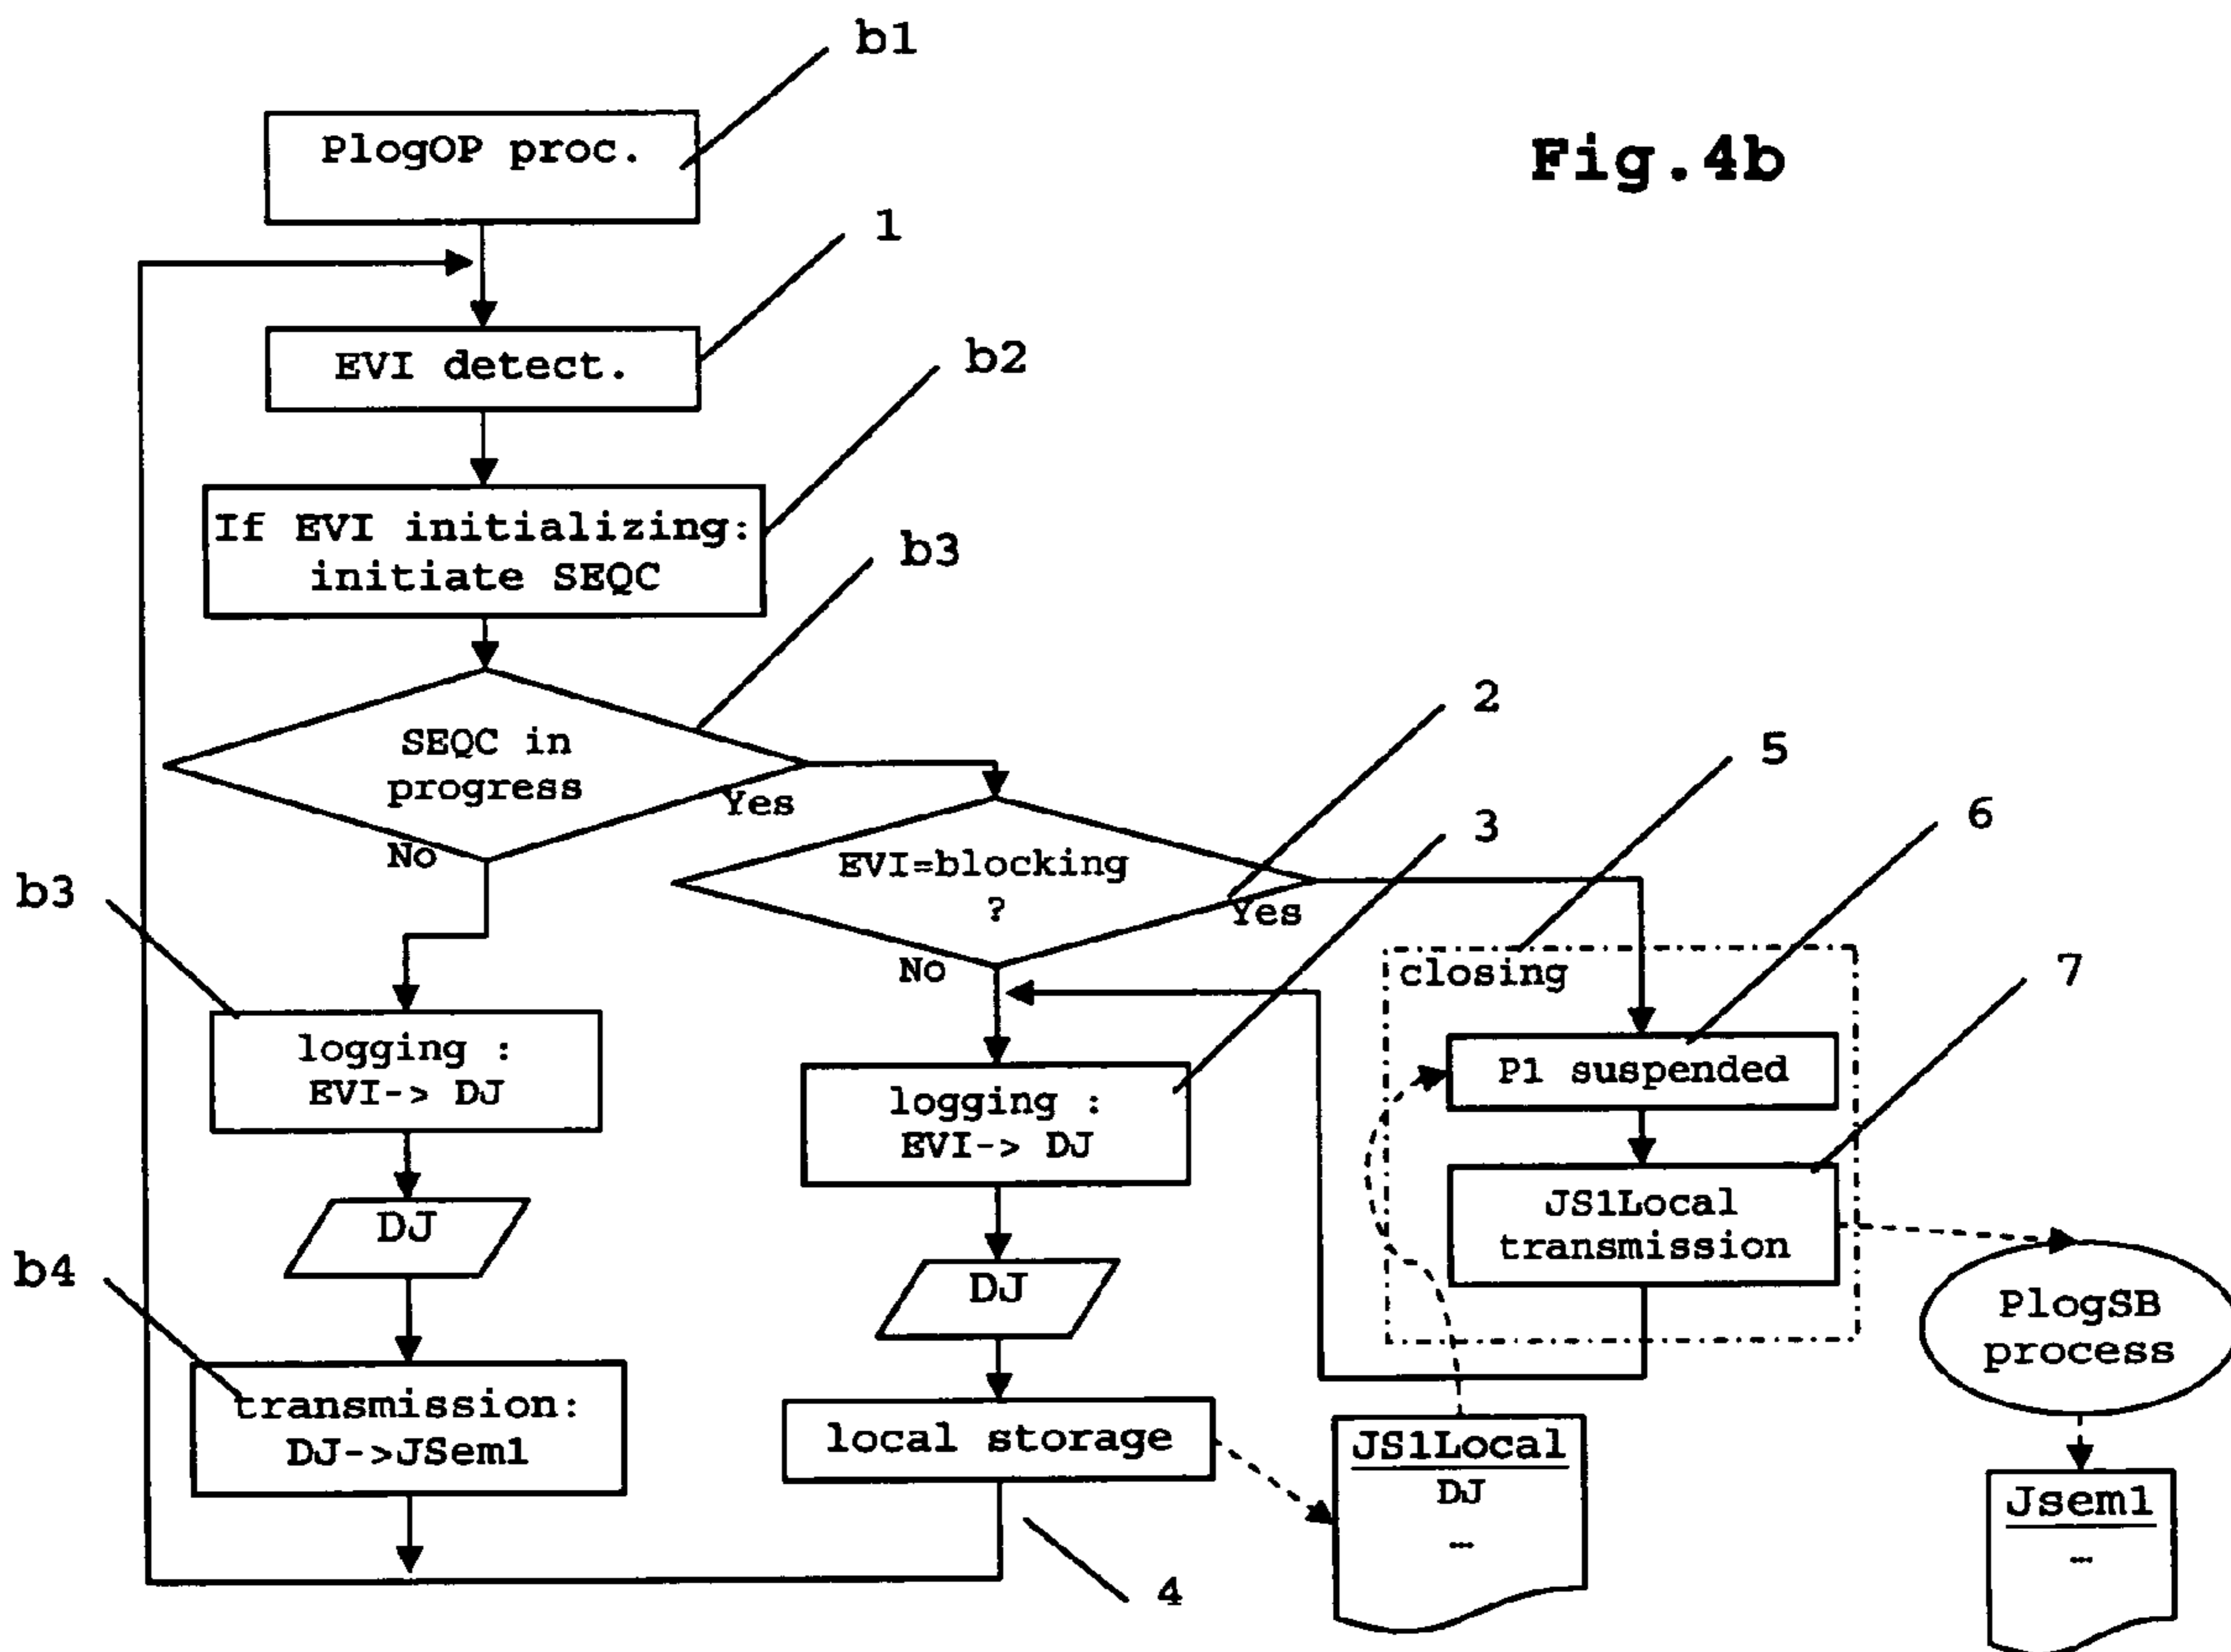 b1
PlogOP proc.
Fig.4b
1
EVI detect.
b2
If EVI initializing:
initiate SEQC
b3
SEQC in
progress
Yes
No
2
5
EVI=blocking
?
Yes
No
3
6
b3
closing
7
logging :
EVI-> DJ
P1 suspended
logging :
EVI-> DJ
DJ
JS1Local
transmission
b4
DJ
PlogSB
process
transmission:
DJ->JSem1
local storage
JS1Local
DJ
…
Jsem1
…
4